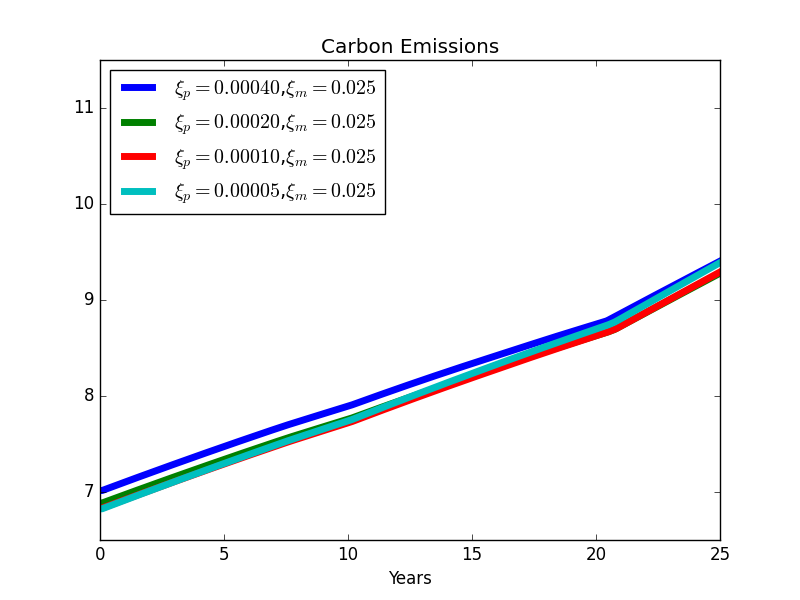 Carbon Emissions
ξₚ = 0.00040,ξₘ = 0.025
ξₚ = 0.00020,ξₘ = 0.025
ξₚ = 0.00010,ξₘ = 0.025
ξₚ = 0.00005,ξₘ = 0.025
11
10
9
8
7
0 5 10 15 20 25
Years